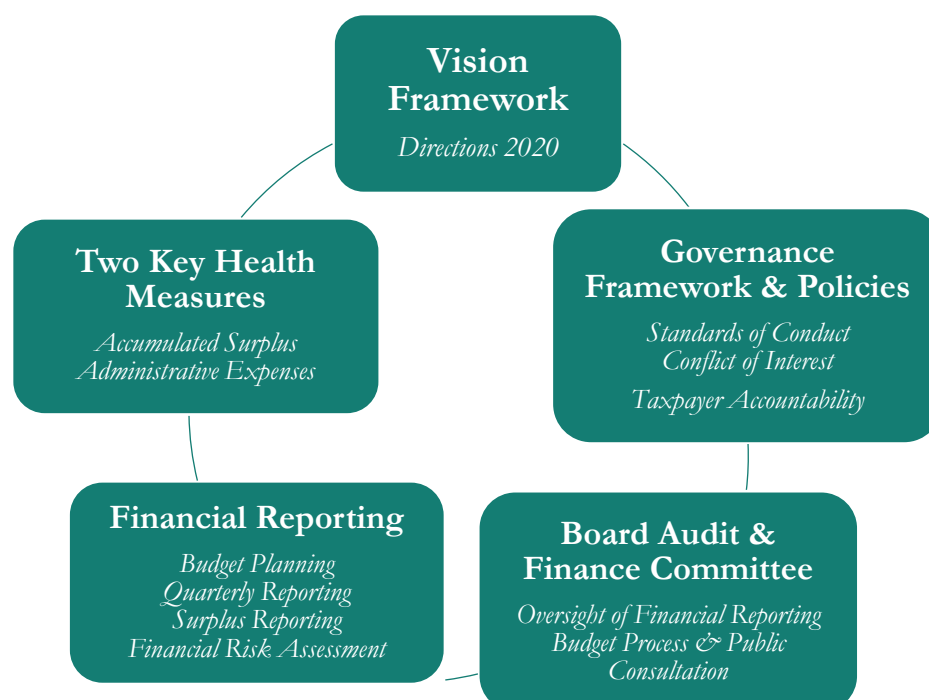 Vision
Framework
Directions 2020
Governance
Framework & Policies
Standards of Conduct
Conflict of Interest
Taxpayer Accountability
Board Audit &
Finance Committee
Oversight of Financial Reporting
Budget Process & Public
Consultation
Financial Reporting
Budget Planning
Quarterly Reporting
Surplus Reporting
Financial Risk Assessment
Two Key Health
Measures
Accumulated Surplus
Administrative Expenses